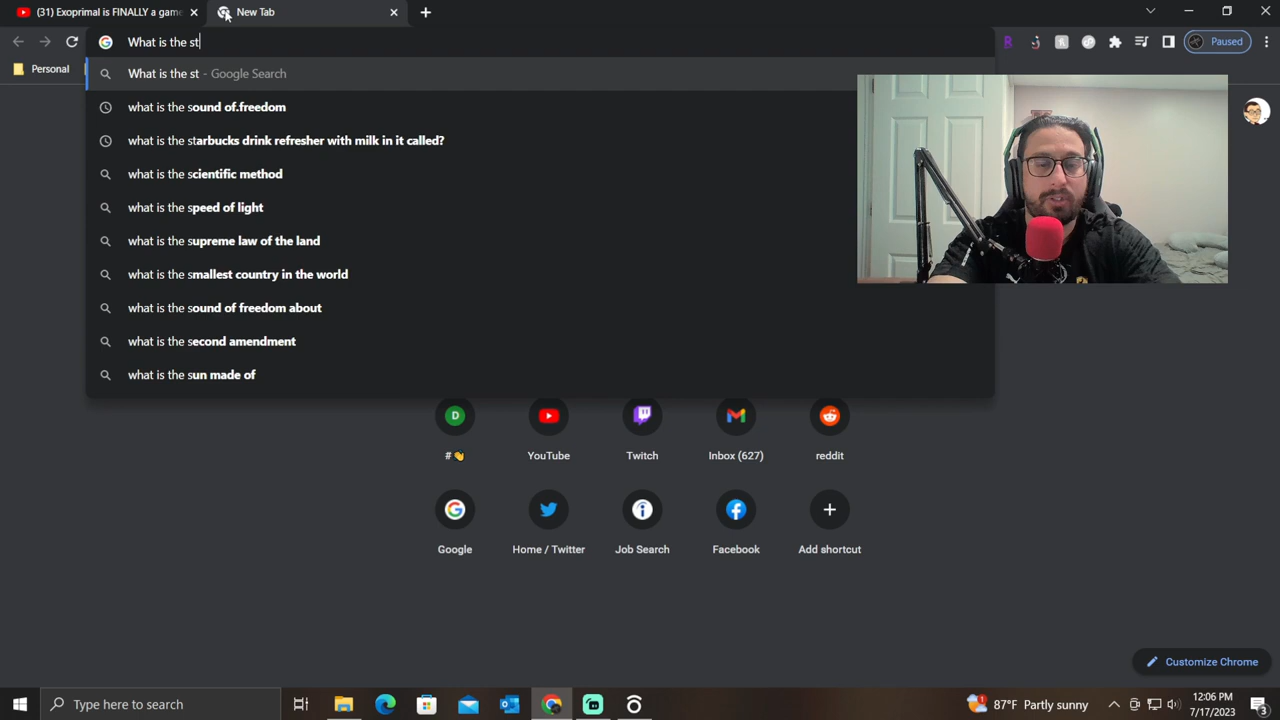 (31) Exoprimal is FINALLY a game
New Tab
What is the st
Paused
Personal
What is the st - Google Search
what is the sound of.freedom
what is the starbucks drink refresher with milk in it called?
what is the scientific method
what is the speed of light
what is the supreme law of the land
what is the smallest country in the world
what is the sound of freedom about
what is the second amendment
what is the sun made of
D
# 👏
YouTube
Twitch
Inbox (627)
reddit
Google
Home / Twitter
Job Search
Facebook
Add shortcut
Customize Chrome
Type here to search
1
87°F Partly sunny
12:06 PM
7/17/2023
3